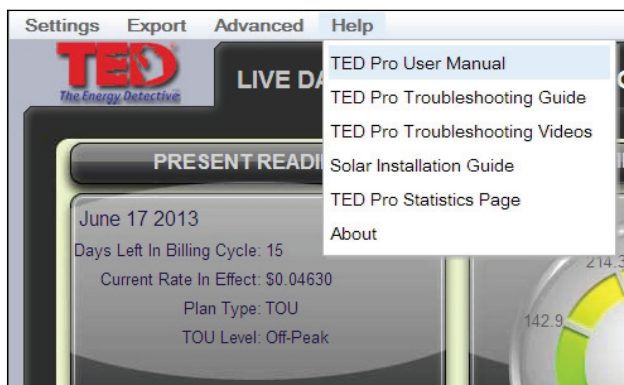 Settings Export Advanced Help
TED
The Energy Detective
LIVE DA
TED Pro User Manual
TED Pro Troubleshooting Guide
TED Pro Troubleshooting Videos
Solar Installation Guide
TED Pro Statistics Page
About
PRESENT READI
June 17 2013
Days Left In Billing Cycle: 15
Current Rate In Effect: $0.04630
Plan Type: TOU
TOU Level: Off-Peak
214.3
142.9